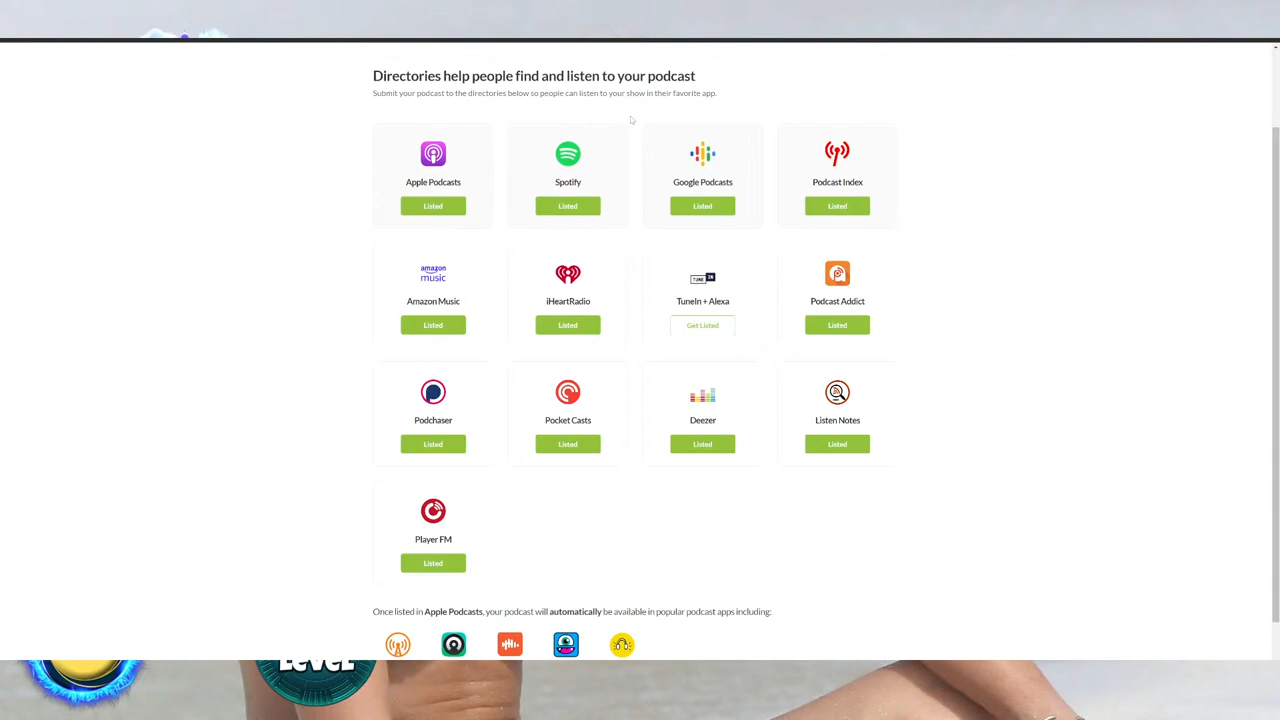 Directories help people find and listen to your podcast
Submit your podcast to the directories below so people can listen to your show in their favorite app.
Apple Podcasts
Listed
Spotify
Listed
Google Podcasts
Listed
Podcast Index
Listed
amazon music
Amazon Music
Listed
iHeartRadio
Listed
TUNE IN
TuneIn + Alexa
Get Listed
Podcast Addict
Listed
Podchaser
Listed
Pocket Casts
Listed
Deezer
Listed
Listen Notes
Listed
Player FM
Listed
Once listed in Apple Podcasts, your podcast will automatically be available in popular podcast apps including:
LEVEL